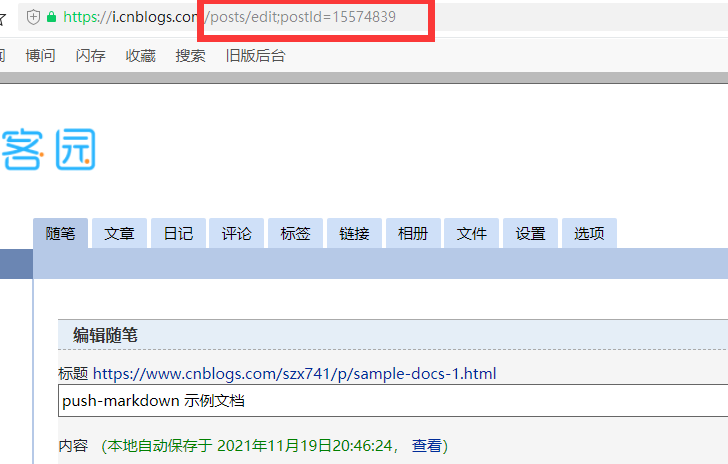 https://i.cnblogs.com/posts/edit;postId=15574839
博问 闪存 收藏 搜索 旧版后台
客园
随笔 文章 日记 评论 标签 链接 相册 文件 设置 选项
编辑随笔
标题 https://www.cnblogs.com/szx741/p/sample-docs-1.html
push-markdown 示例文档
内容 (本地自动保存于 2021年11月19日20:46:24, 查看)